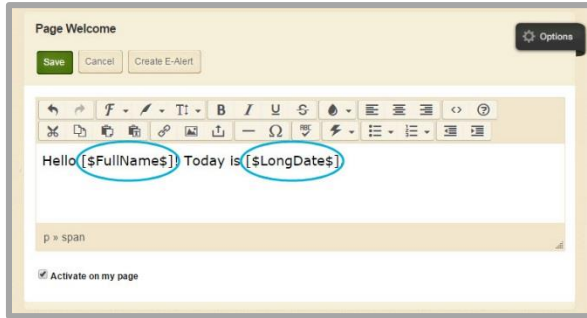 Page Welcome
Options
Save Cancel Create E-Alert
Hello [$FullName$]! Today is [$LongDate$]
p » span
Activate on my page